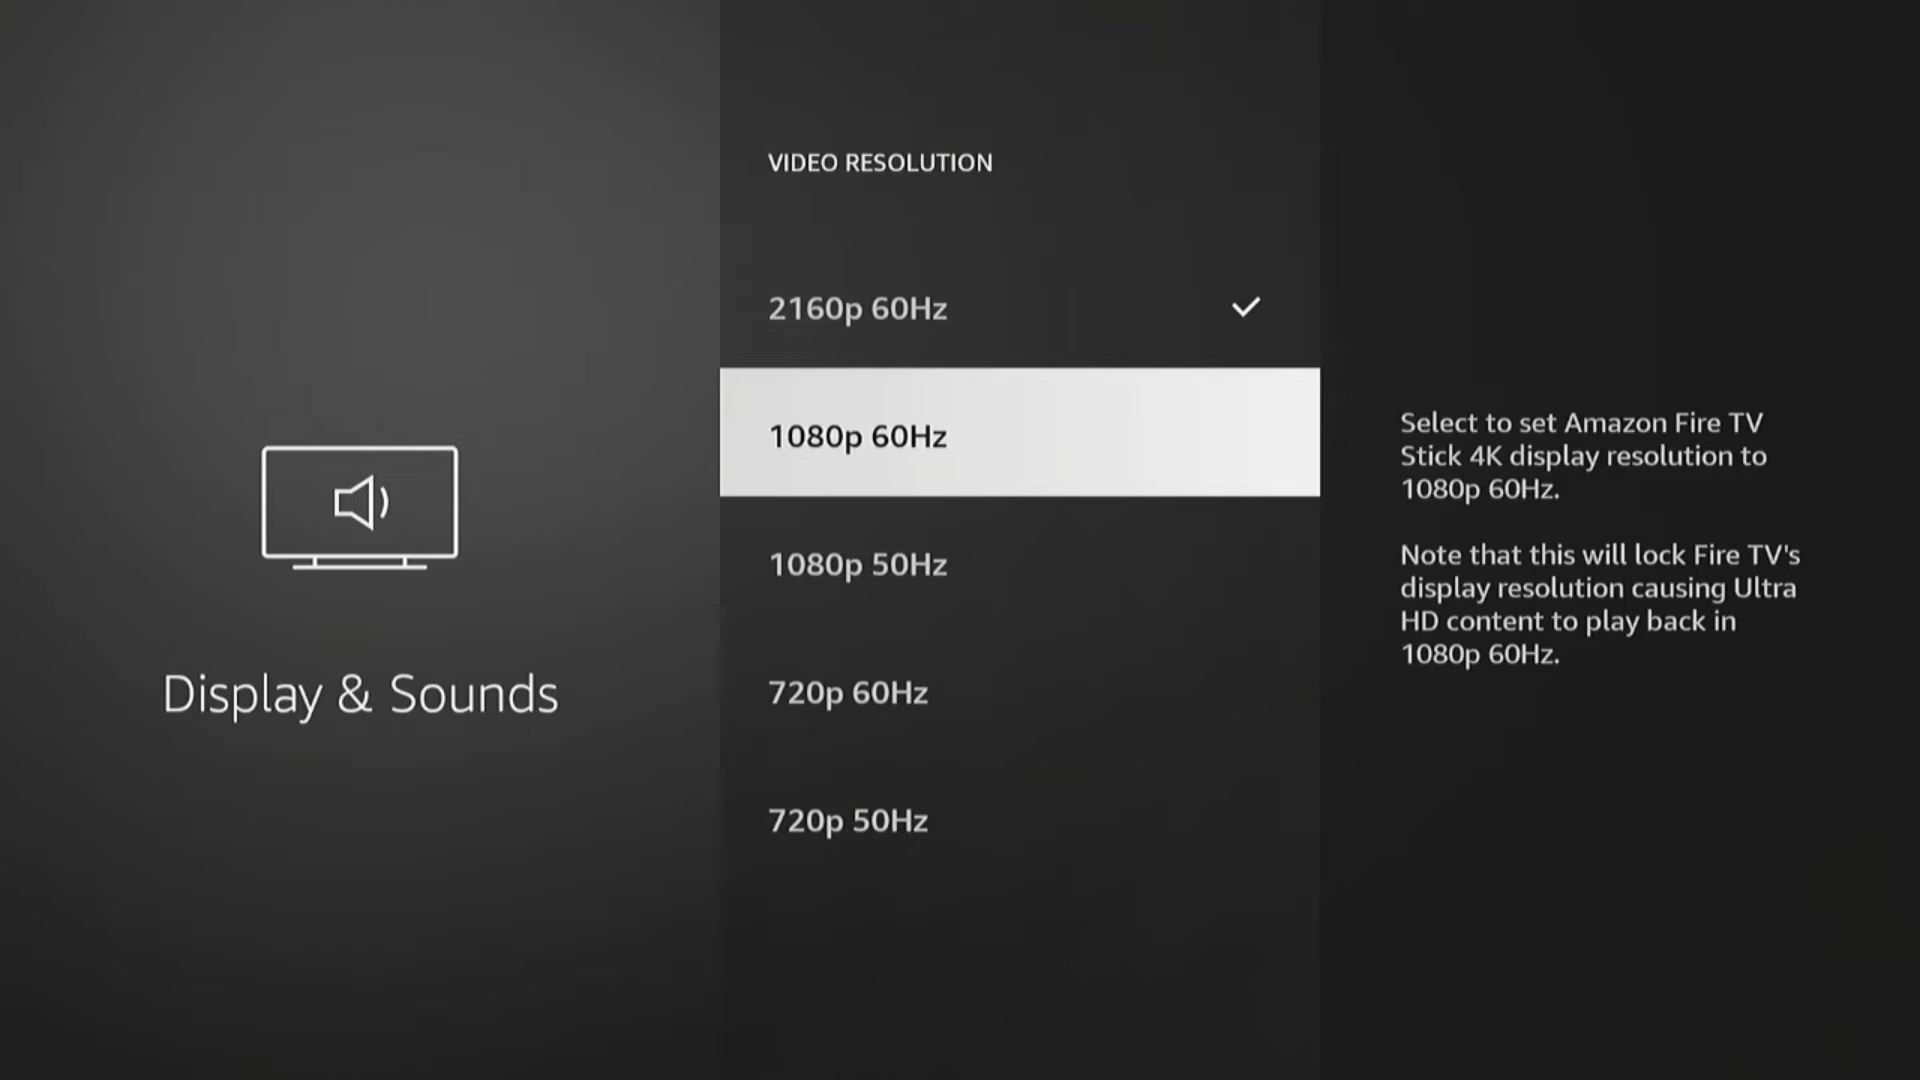 Display & Sounds
VIDEO RESOLUTION
2160p 60Hz
1080p 60Hz
1080p 50Hz
720p 60Hz
720p 50Hz
Select to set Amazon Fire TV
Stick 4K display resolution to
1080p 60Hz.
Note that this will lock Fire TV's
display resolution causing Ultra
HD content to play back in
1080p 60Hz.